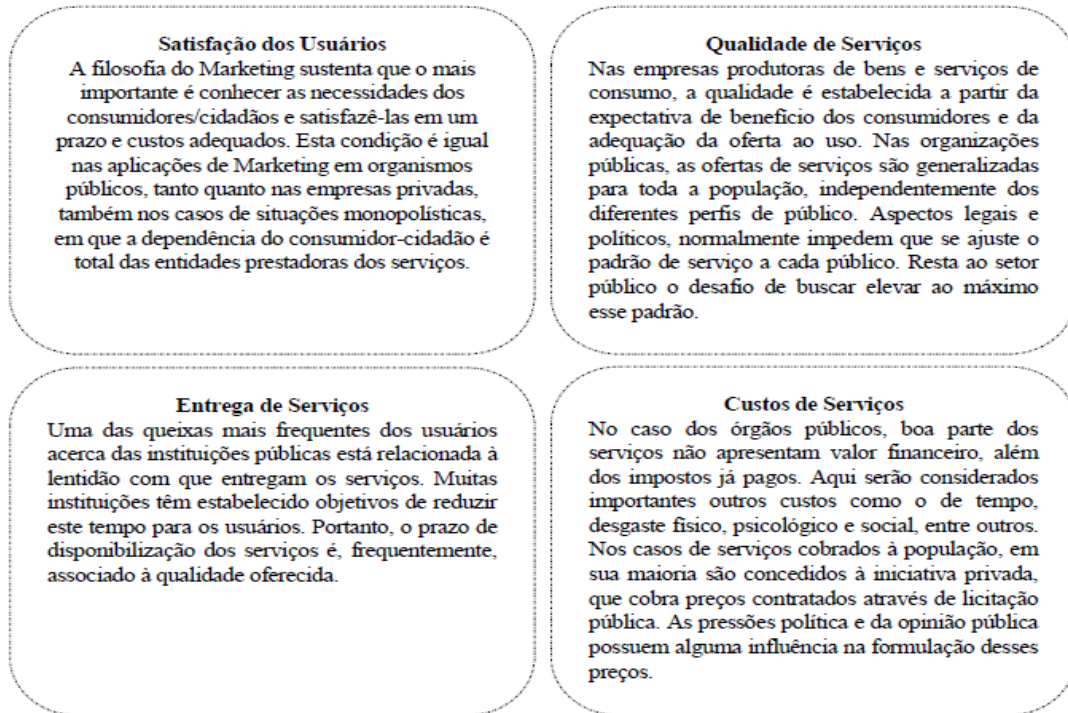 Satisfação dos Usuários
A filosofia do Marketing sustenta que o mais
importante é conhecer as necessidades dos
consumidores/cidadãos e satisfazê-las em um
prazo e custos adequados. Esta condição é igual
nas aplicações de Marketing em organismos
públicos, tanto quanto nas empresas privadas,
também nos casos de situações monopolísticas,
em que a dependência do consumidor-cidadão é
total das entidades prestadoras dos serviços.
Qualidade de Serviços
Nas empresas produtoras de bens e serviços de
consumo, a qualidade é estabelecida a partir da
expectativa de benefício dos consumidores e da
adequação da oferta ao uso. Nas organizações
públicas, as ofertas de serviços são generalizadas
para toda a população, independentemente dos
diferentes perfis de público. Aspectos legais e
políticos, normalmente impedem que se ajuste o
padrão de serviço a cada público. Resta ao setor
público o desafio de buscar elevar ao máximo
esse padrão.
Entrega de Serviços
Uma das queixas mais frequentes dos usuários
acerca das instituições públicas está relacionada à
lentidão com que entregam os serviços. Muitas
instituições têm estabelecido objetivos de reduzir
este tempo para os usuários. Portanto, o prazo de
disponibilização dos serviços é, frequentemente,
associado à qualidade oferecida.
Custos de Serviços
No caso dos órgãos públicos, boa parte dos
serviços não apresentam valor financeiro, além
dos impostos já pagos. Aqui serão considerados
importantes outros custos como o de tempo,
desgaste físico, psicológico e social, entre outros.
Nos casos de serviços cobrados à população, em
sua maioria são concedidos à iniciativa privada,
que cobra preços contratados através de licitação
pública. As pressões política e da opinião pública
possuem alguma influência na formulação desses
preços.